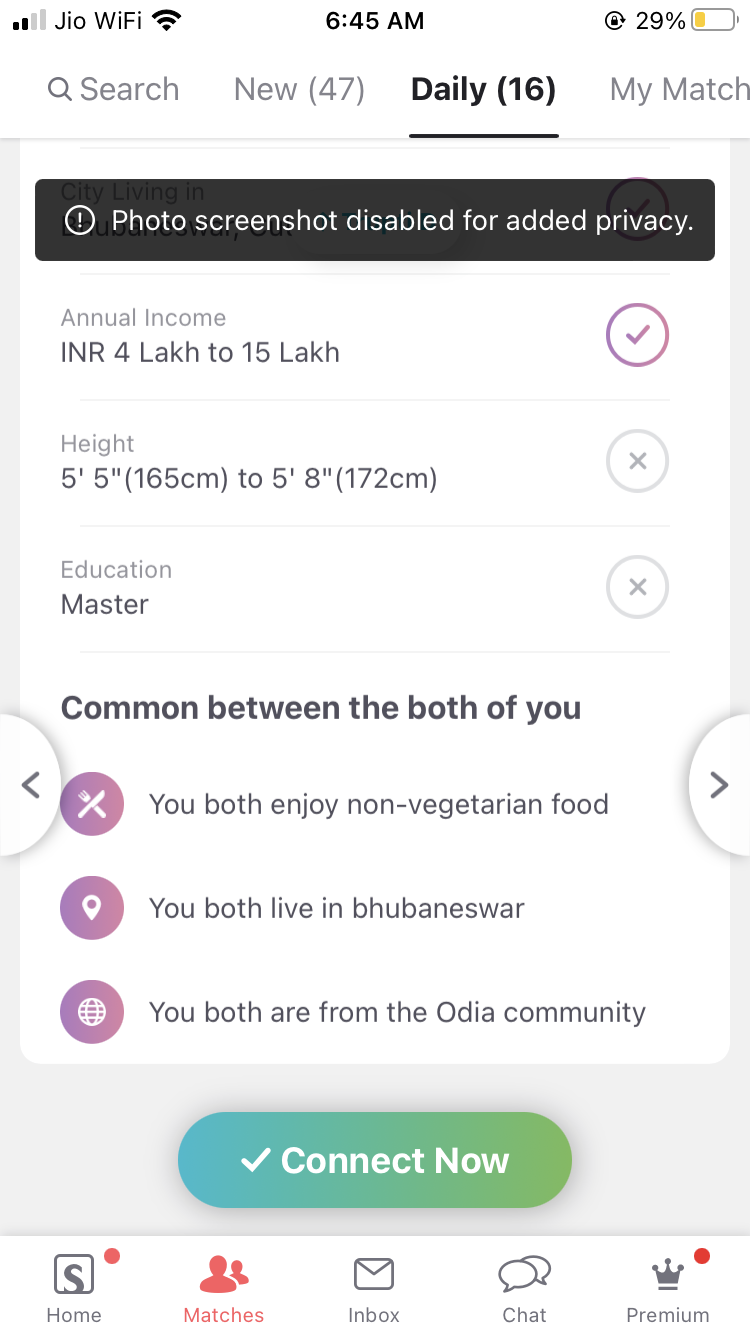 Jio WiFi 6:45 AM 29%
Search New (47) Daily (16) My Match
City Living in
Bhubaneswar,
Photo screenshot disabled for added privacy.
Annual Income
INR 4 Lakh to 15 Lakh
Height
5' 5"(165cm) to 5' 8"(172cm)
Education
Master
Common between the both of you
You both enjoy non-vegetarian food
You both live in bhubaneswar
You both are from the Odia community
Connect Now
Home Matches Inbox Chat Premium